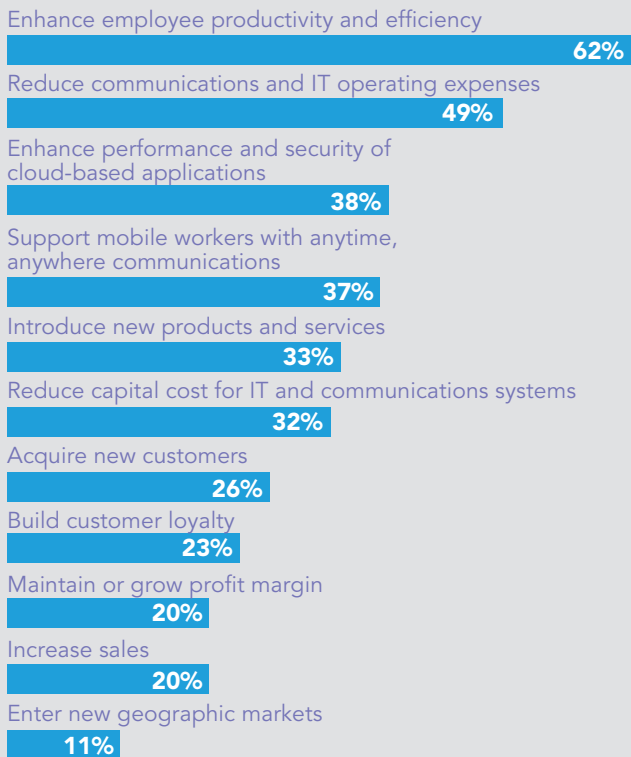 Enhance employee productivity and efficiency
62%
Reduce communications and IT operating expenses
49%
Enhance performance and security of
cloud-based applications
38%
Support mobile workers with anytime,
anywhere communications
37%
Introduce new products and services
33%
Reduce capital cost for IT and communications systems
32%
Acquire new customers
26%
Build customer loyalty
23%
Maintain or grow profit margin
20%
Increase sales
20%
Enter new geographic markets
11%